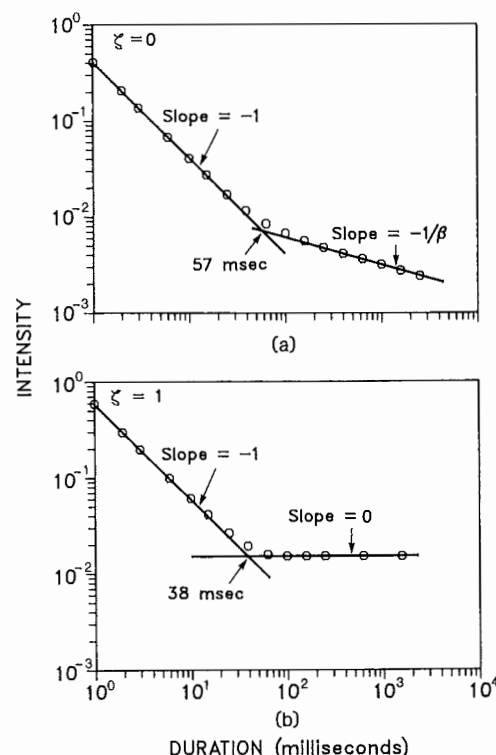 10⁰
ζ = 0
Slope = −1
10⁻¹
10⁻²
Slope = −1/β
57 msec
10⁻³
(a)
INTENSITY
10⁰
ζ = 1
Slope = −1
10⁻¹
Slope = 0
10⁻²
38 msec
10⁻³
10⁰ 10¹ 10² 10³ 10⁴
(b)
DURATION (milliseconds)